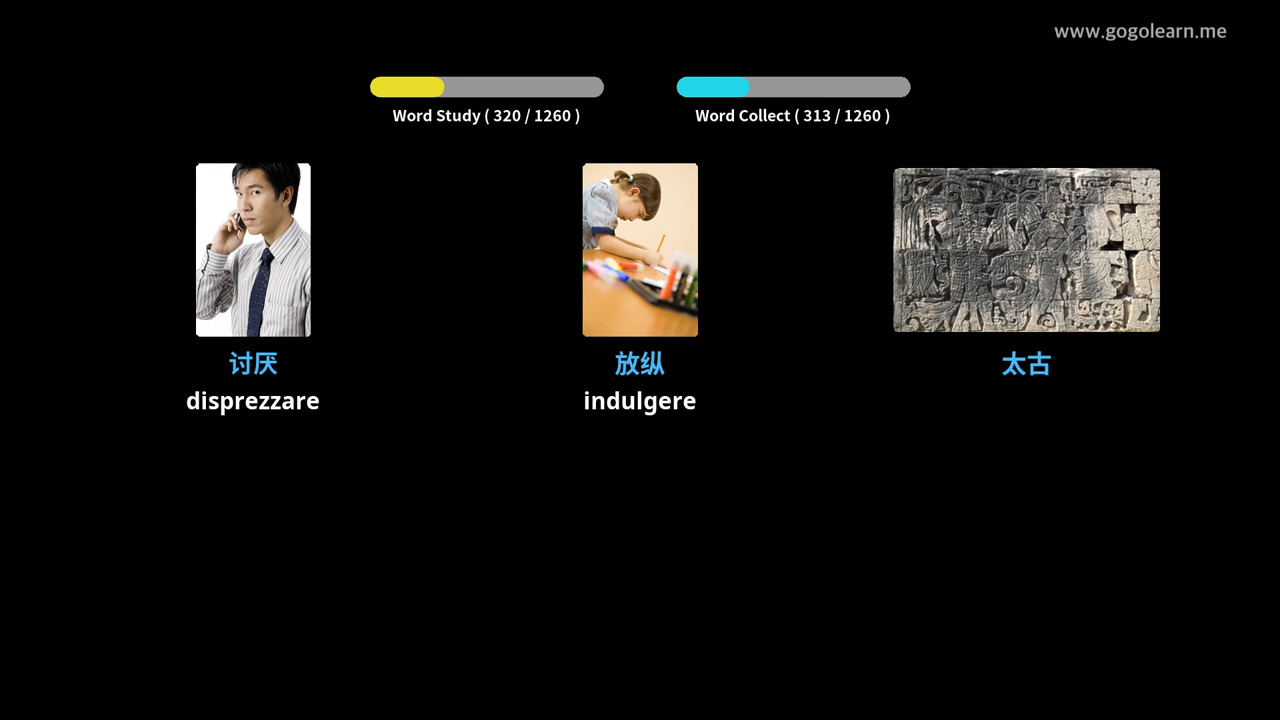 www.gogolearn.me
Word Study ( 320 / 1260 )
Word Collect ( 313 / 1260 )
讨厌
放纵
太古
disprezzare
indulgere